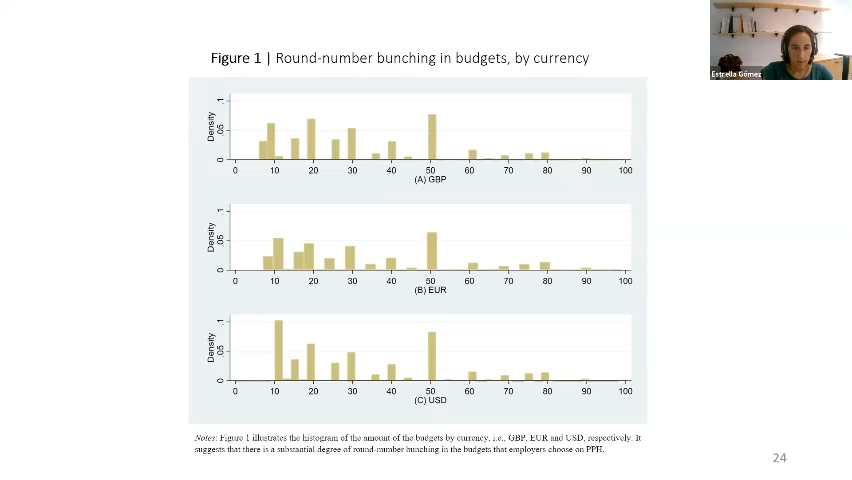 Estrella Gómez
Figure 1 | Round-number bunching in budgets, by currency
Density
0 .05 .1
0 10 20 30 40 50 60 70 80 90 100
(A) GBP
Density
0 .05 .1
0 10 20 30 40 50 60 70 80 90 100
(B) EUR
Density
0 .05 .1
0 10 20 30 40 50 60 70 80 90 100
(C) USD
Notes: Figure 1 illustrates the histogram of the amount of the budgets by currency, i.e., GBP, EUR and USD, respectively. It
suggests that there is a substantial degree of round-number bunching in the budgets that employers choose on PPH.
24